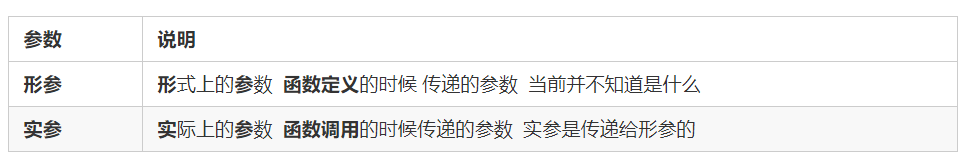 参数 说明
形参 形式上的参数 函数定义的时候 传递的参数 当前并不知道是什么
实参 实际上的参数 函数调用的时候传递的参数 实参是传递给形参的